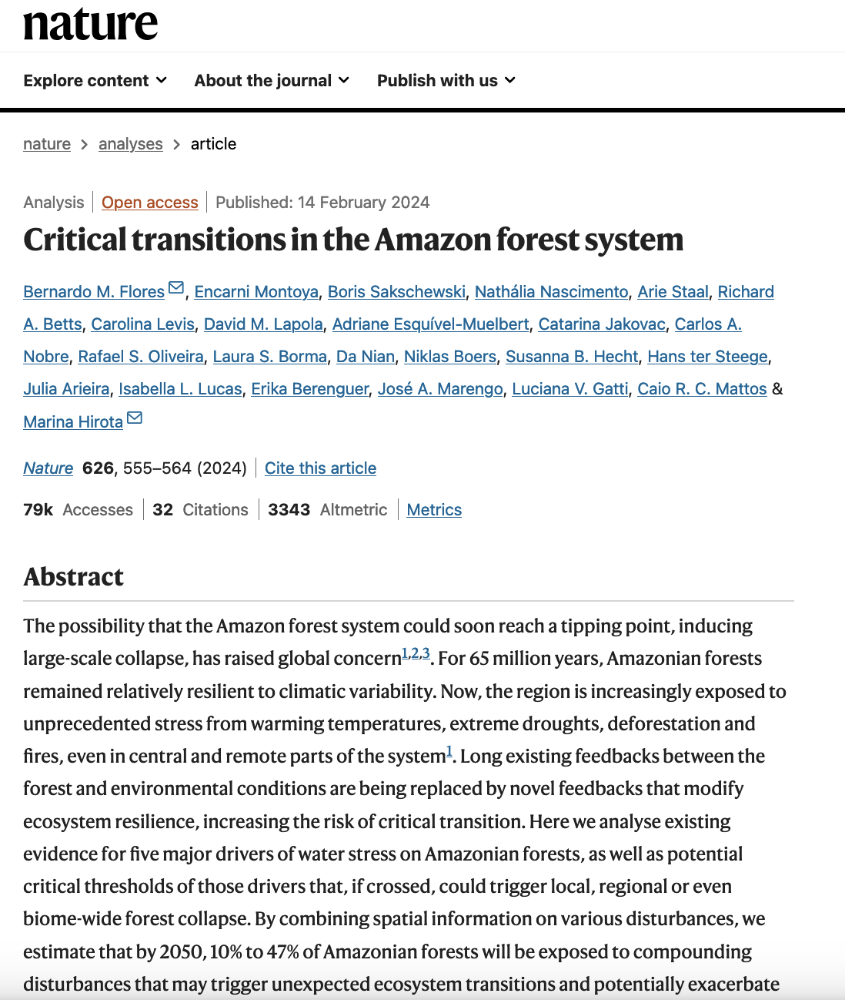 nature
Explore content About the journal Publish with us
nature > analyses > article
Analysis | Open access | Published: 14 February 2024
Critical transitions in the Amazon forest system
Bernardo M. Flores, Encarni Montoya, Boris Sakschewski, Nathália Nascimento, Arie Staal, Richard
A. Betts, Carolina Levis, David M. Lapola, Adriane Esquível-Muelbert, Catarina Jakovac, Carlos A.
Nobre, Rafael S. Oliveira, Laura S. Borma, Da Nian, Niklas Boers, Susanna B. Hecht, Hans ter Steege,
Julia Arieira, Isabella L. Lucas, Erika Berenguer, José A. Marengo, Luciana V. Gatti, Caio R. C. Mattos &
Marina Hirota
Nature 626, 555–564 (2024) | Cite this article
79k Accesses | 32 Citations | 3343 Altmetric | Metrics
Abstract
The possibility that the Amazon forest system could soon reach a tipping point, inducing
large-scale collapse, has raised global concern1,2,3. For 65 million years, Amazonian forests
remained relatively resilient to climatic variability. Now, the region is increasingly exposed to
unprecedented stress from warming temperatures, extreme droughts, deforestation and
fires, even in central and remote parts of the system1. Long existing feedbacks between the
forest and environmental conditions are being replaced by novel feedbacks that modify
ecosystem resilience, increasing the risk of critical transition. Here we analyse existing
evidence for five major drivers of water stress on Amazonian forests, as well as potential
critical thresholds of those drivers that, if crossed, could trigger local, regional or even
biome-wide forest collapse. By combining spatial information on various disturbances, we
estimate that by 2050, 10% to 47% of Amazonian forests will be exposed to compounding
disturbances that may trigger unexpected ecosystem transitions and potentially exacerbate